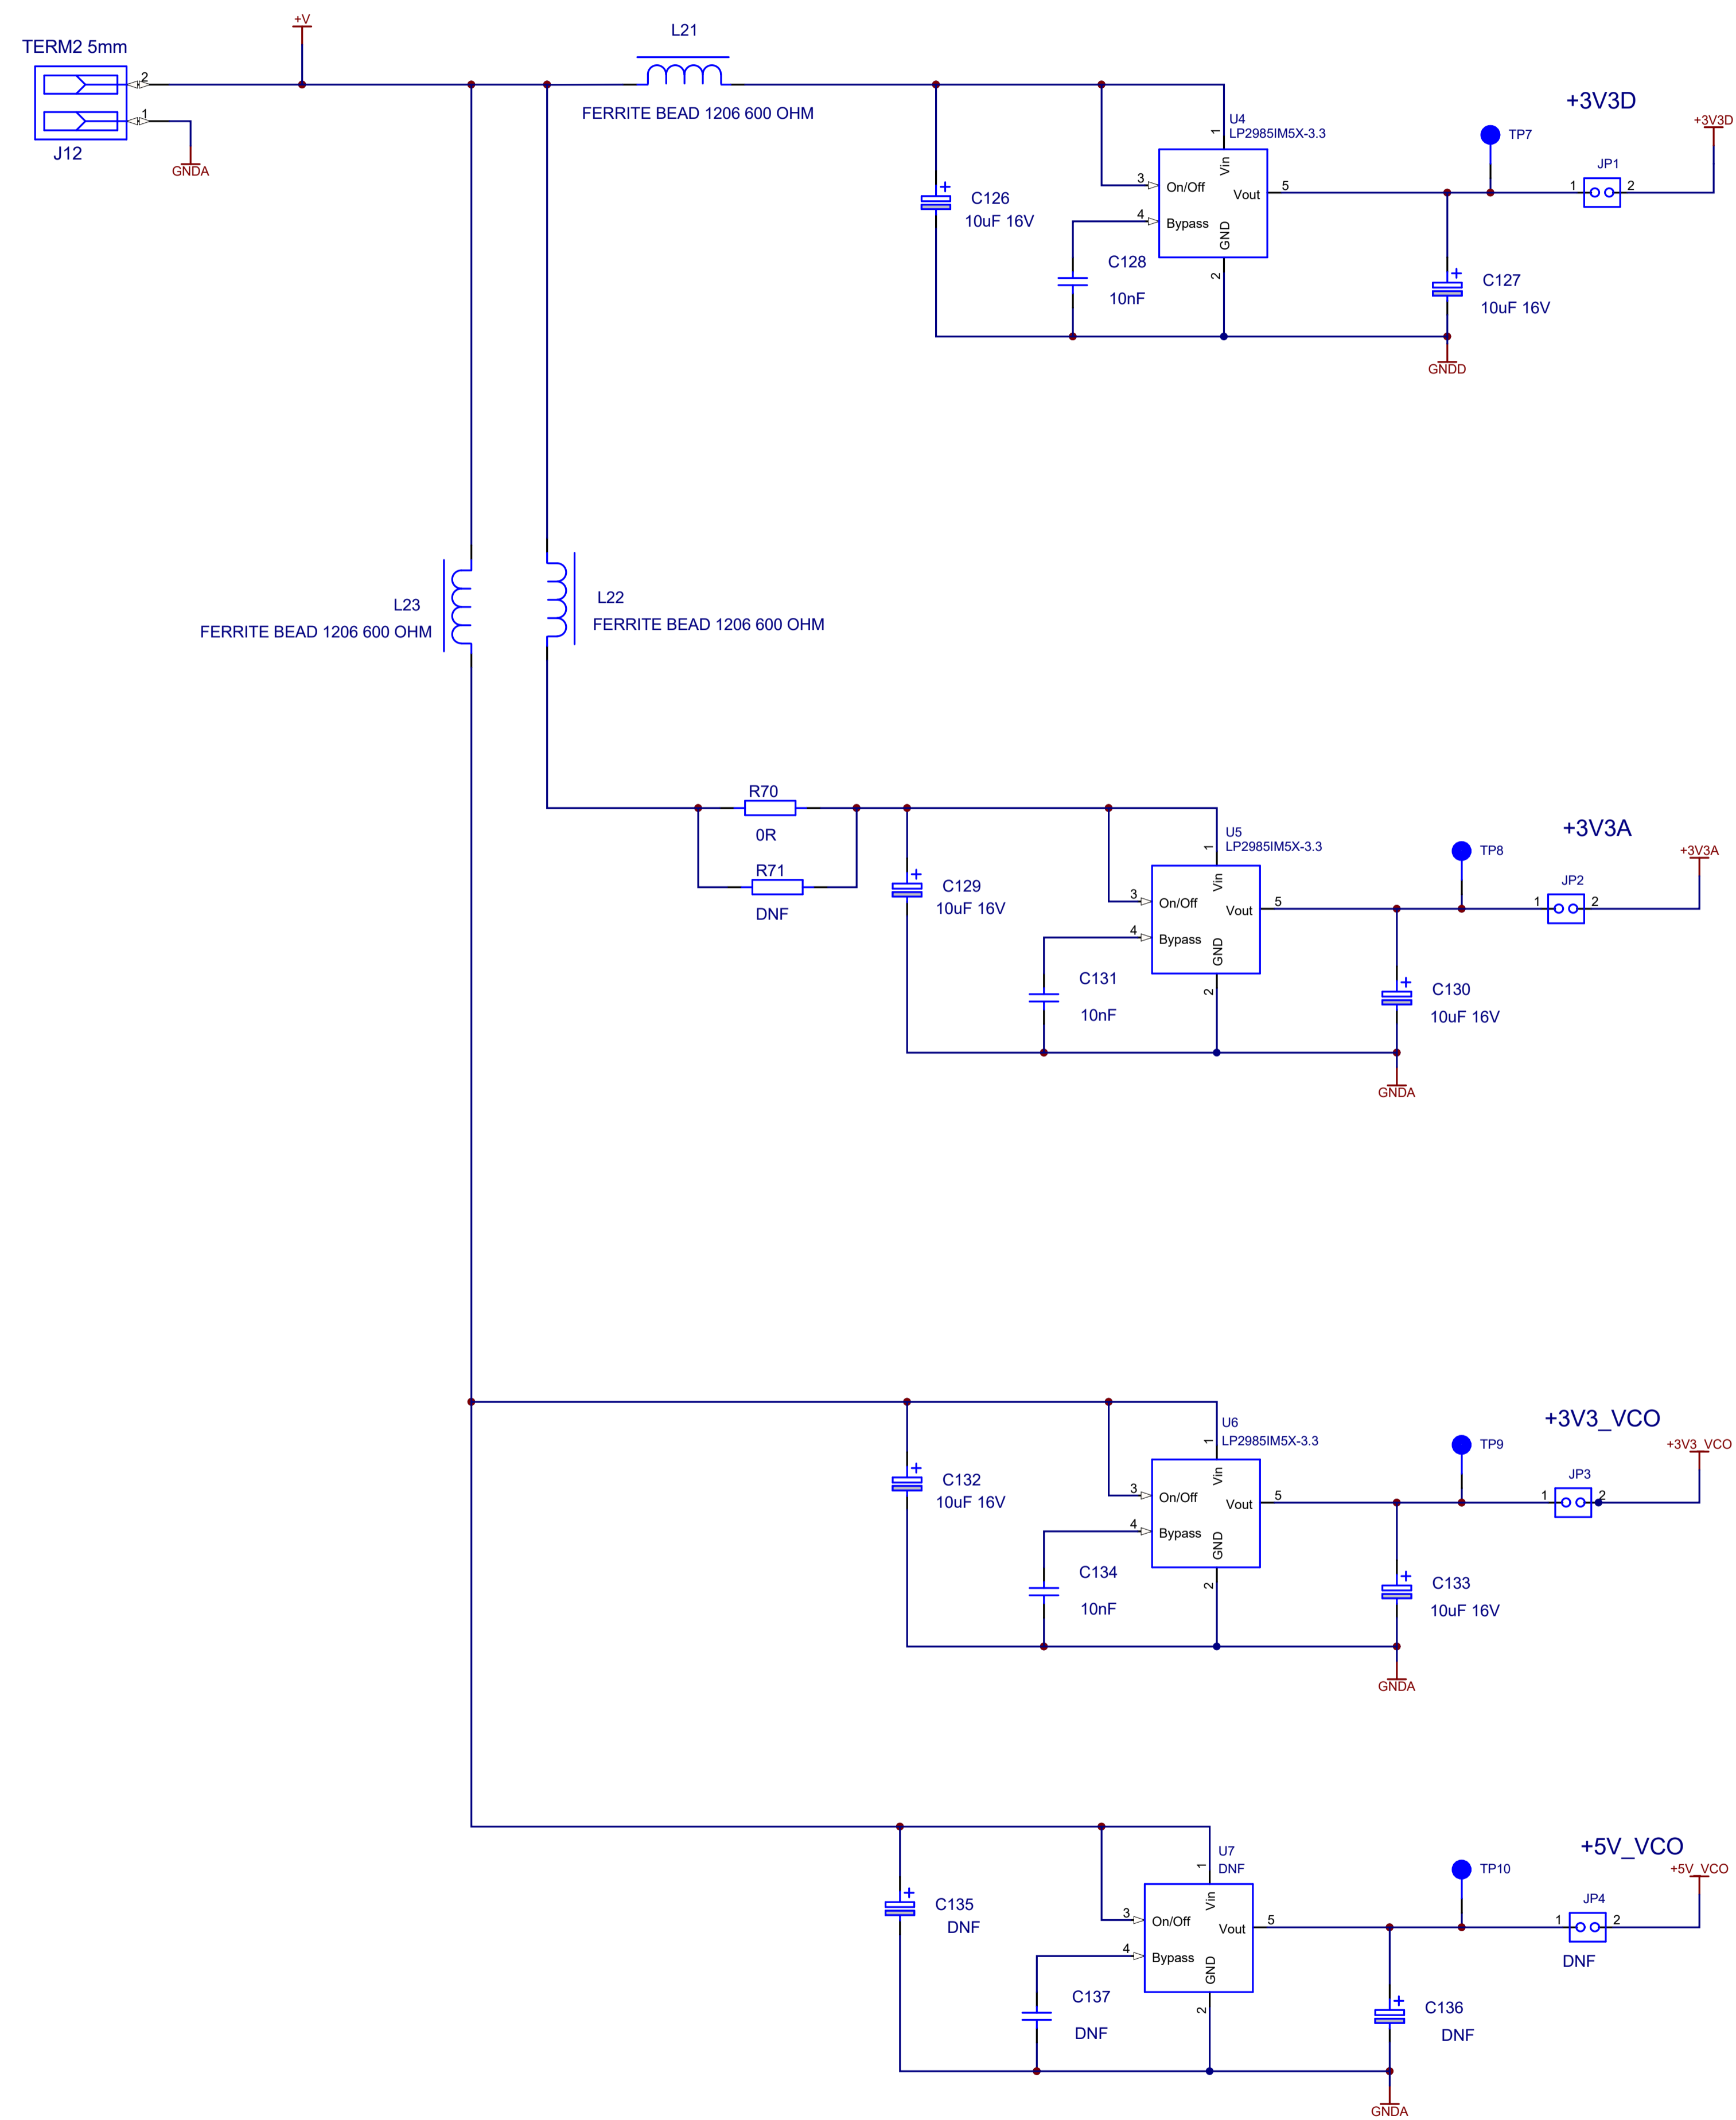 +V
TERM2 5mm
2
1
J12
GNDA
L21
FERRITE BEAD 1206 600 OHM
+3V3D
U4
LP2985IM5X-3.3
1
Vin
3
On/Off
Vout
5
4
Bypass
GND
2
C126
10uF 16V
C128
10nF
TP7
JP1
1
2
+3V3D
C127
10uF 16V
GNDD
L23
FERRITE BEAD 1206 600 OHM
L22
FERRITE BEAD 1206 600 OHM
R70
0R
R71
DNF
+3V3A
U5
LP2985IM5X-3.3
1
Vin
3
On/Off
Vout
5
4
Bypass
GND
2
C129
10uF 16V
C131
10nF
TP8
JP2
1
2
+3V3A
C130
10uF 16V
GNDA
+3V3_VCO
U6
LP2985IM5X-3.3
1
Vin
3
On/Off
Vout
5
4
Bypass
GND
2
C132
10uF 16V
C134
10nF
TP9
JP3
1
2
+3V3_VCO
C133
10uF 16V
GNDA
+5V_VCO
U7
DNF
1
Vin
3
On/Off
Vout
5
4
Bypass
GND
2
C135
DNF
C137
DNF
TP10
JP4
1
2
DNF
+5V_VCO
C136
DNF
GNDA